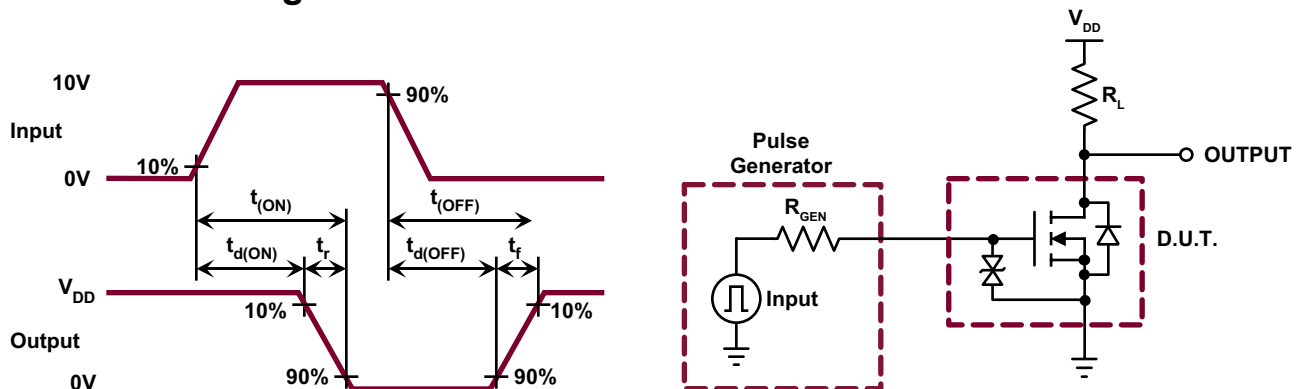 10V
Input
0V
10%
90%
t(ON)
t(OFF)
td(ON)
tr
td(OFF)
tf
VDD
Output
0V
10%
90%
10%
90%
Pulse
Generator
RGEN
Input
VDD
RL
OUTPUT
D.U.T.